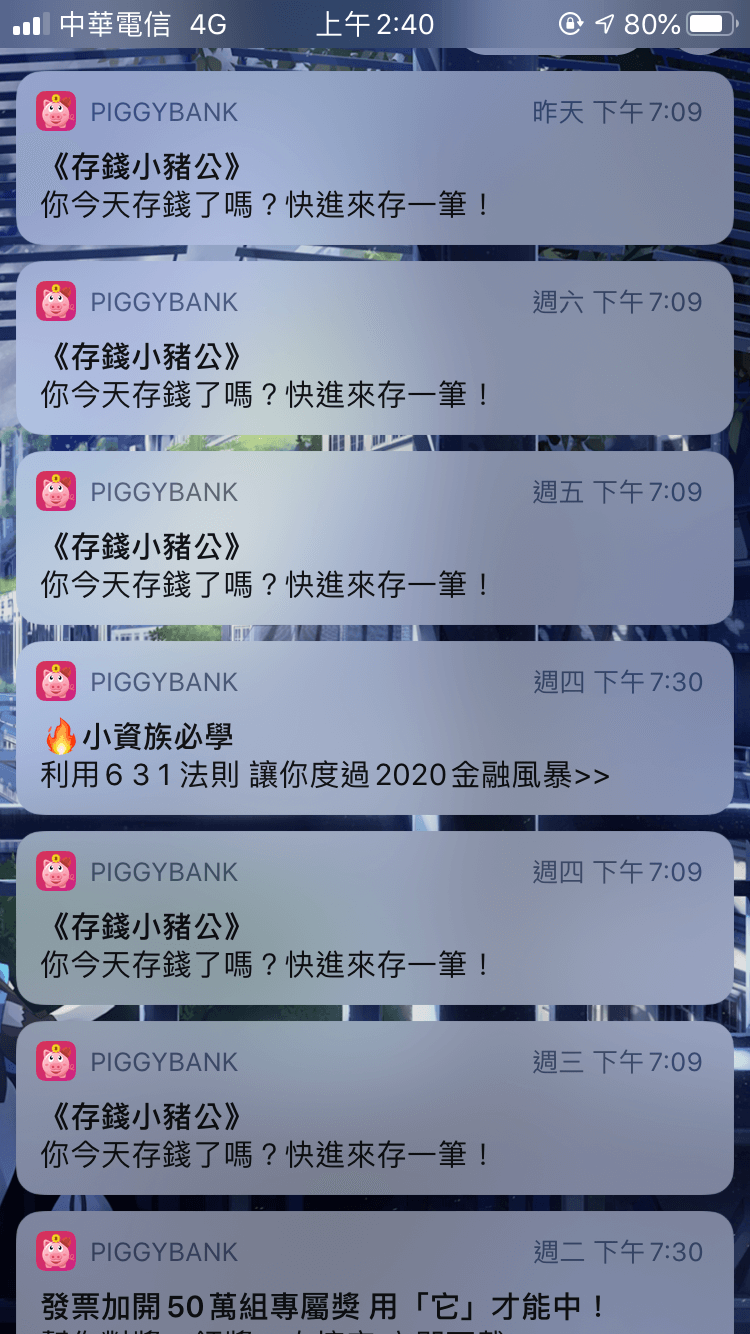 中華電信 4G 上午2:40 80%
PIGGYBANK 昨天 下午7:09
《存錢小豬公》
你今天存錢了嗎？快進來存一筆！
PIGGYBANK 週六 下午7:09
《存錢小豬公》
你今天存錢了嗎？快進來存一筆！
PIGGYBANK 週五 下午7:09
《存錢小豬公》
你今天存錢了嗎？快進來存一筆！
PIGGYBANK 週四 下午7:30
🔥小資族必學
利用6 3 1法則 讓你度過2020金融風暴>>
PIGGYBANK 週四 下午7:09
《存錢小豬公》
你今天存錢了嗎？快進來存一筆！
PIGGYBANK 週三 下午7:09
《存錢小豬公》
你今天存錢了嗎？快進來存一筆！
PIGGYBANK 週二 下午7:30
發票加開50萬組專屬獎 用「它」才能中！